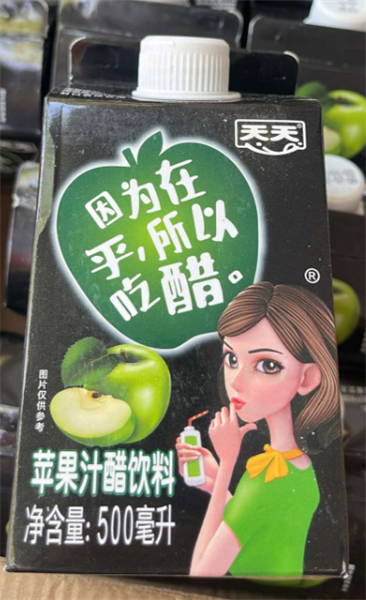 天天
因为在
乎,所以
吃醋。
®
图片仅供参考
苹果汁醋饮料
净含量:500毫升